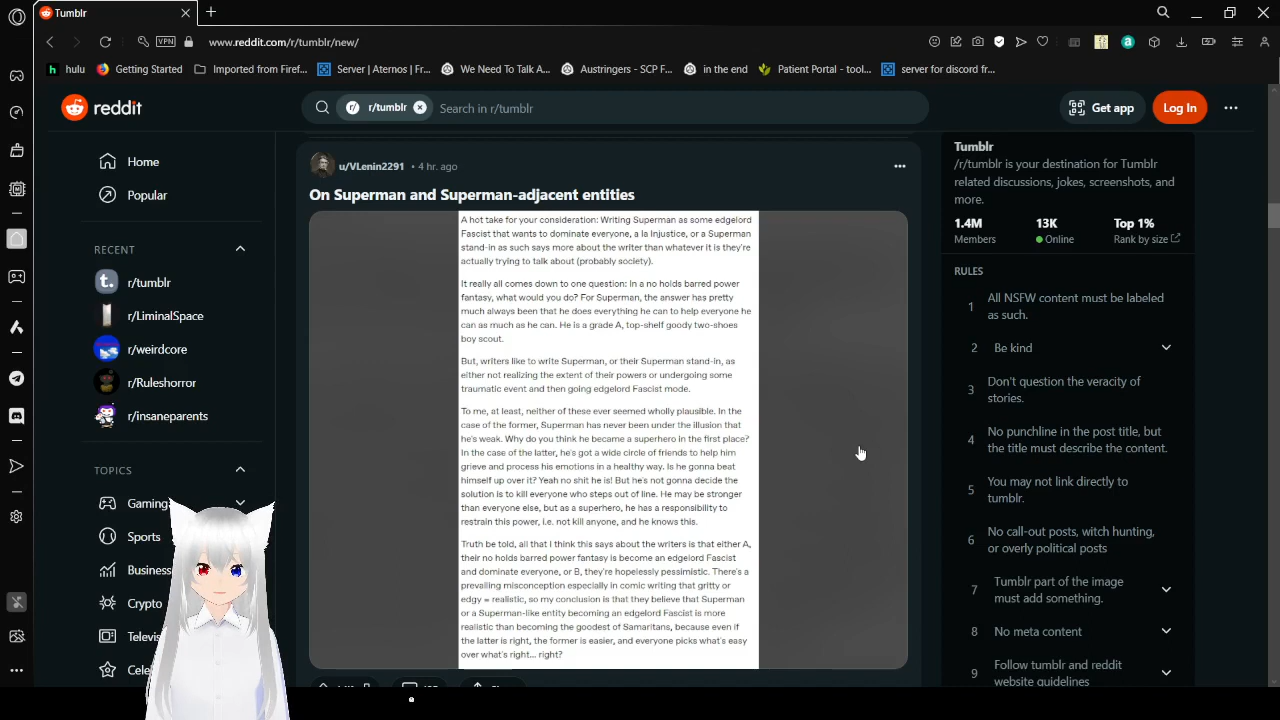 Tumblr
www.reddit.com/r/tumblr/new/
VPN
hulu
Getting Started
Imported from Firef...
Server | Aternos | Fr...
We Need To Talk A...
Austringers - SCP F...
in the end
Patient Portal - tool...
server for discord fr...
reddit
r/tumblr
Search in r/tumblr
Get app
Log In
Home
Popular
RECENT
r/tumblr
r/LiminalSpace
r/weirdcore
r/Ruleshorror
r/insaneparents
TOPICS
Gaming
Sports
Business
Crypto
Televi
Cel
u/VLenin2291 • 4 hr. ago
On Superman and Superman-adjacent entities
A hot take for your consideration: Writing Superman as some edgelord
Fascist that wants to dominate everyone, a la Injustice, or a Superman
stand-in as such says more about the writer than whatever it is they're
actually trying to talk about (probably society).
It really all comes down to one question: In a no holds barred power
fantasy, what would you do? For Superman, the answer has pretty
much always been that he does everything he can to help everyone he
can as much as he can. He is a grade A, top-shelf goody two-shoes
boy scout.
But, writers like to write Superman, or their Superman stand-in, as
either not realizing the extent of their powers or undergoing some
traumatic event and then going edgelord Fascist mode.
To me, at least, neither of these ever seemed wholly plausible. In the
case of the former, Superman has never been under the illusion that
he's weak. Why do you think he became a superhero in the first place?
In the case of the latter, he's got a wide circle of friends to help him
grieve and process his emotions in a healthy way. Is he gonna beat
himself up over it? Yeah no shit he is! But he's not gonna decide the
solution is to kill everyone who steps out of line. He may be stronger
than everyone else, but as a superhero, he has a responsibility to
restrain this power, i.e. not kill anyone, and he knows this.
Truth be told, all that I think this says about the writers is that either A,
their no holds barred power fantasy is become an edgelord Fascist
and dominate everyone, or B, they're hopelessly pessimistic. There's a
prevailing misconception especially in comic writing that gritty or
edgy = realistic, so my conclusion is that they believe that Superman
or a Superman-like entity becoming an edgelord Fascist is more
realistic than becoming the goodest of Samaritans, because even if
the latter is right, the former is easier, and everyone picks what's easy
over what's right... right?
Tumblr
/r/tumblr is your destination for Tumblr
related discussions, jokes, screenshots, and
more.
1.4M 13K Top 1%
Members Online Rank by size
RULES
1 All NSFW content must be labeled
as such.
2 Be kind
3 Don't question the veracity of
stories.
4 No punchline in the post title, but
the title must describe the content.
5 You may not link directly to
tumblr.
6 No call-out posts, witch hunting,
or overly political posts
7 Tumblr part of the image
must add something.
8 No meta content
9 Follow tumblr and reddit
website guidelines